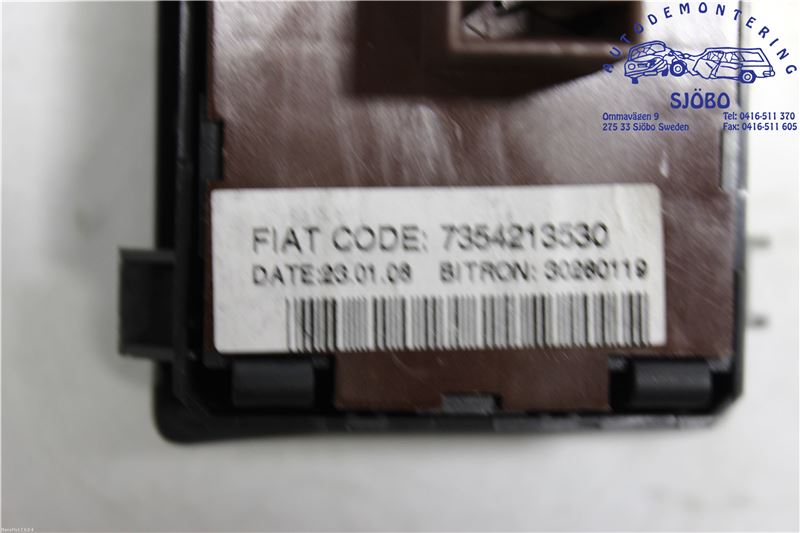 AUTODEMONTERING
SJÖBO
Ommavägen 9
275 33 Sjöbo Sweden
Tel: 0416-511 370
Fax: 0416-511 605
FIAT CODE: 7354213530
DATE:23.01.08 BITRON: 30280119